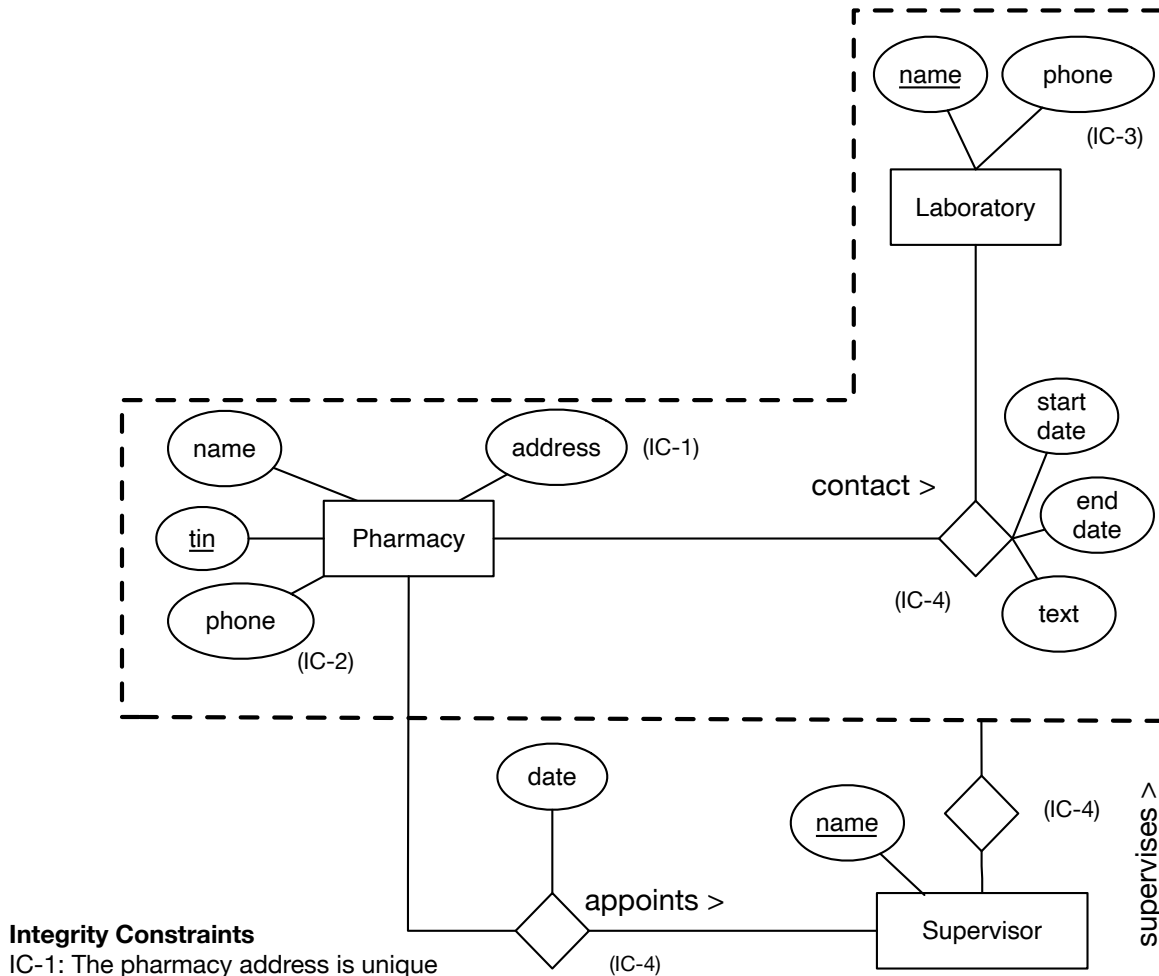 name
phone
(IC-3)
Laboratory
start
date
name
address
(IC-1)
contact >
end
date
tin
Pharmacy
(IC-4)
text
phone
(IC-2)
date
name
(IC-4)
supervises >
appoints >
Supervisor
(IC-4)
Integrity Constraints
IC-1: The pharmacy address is unique